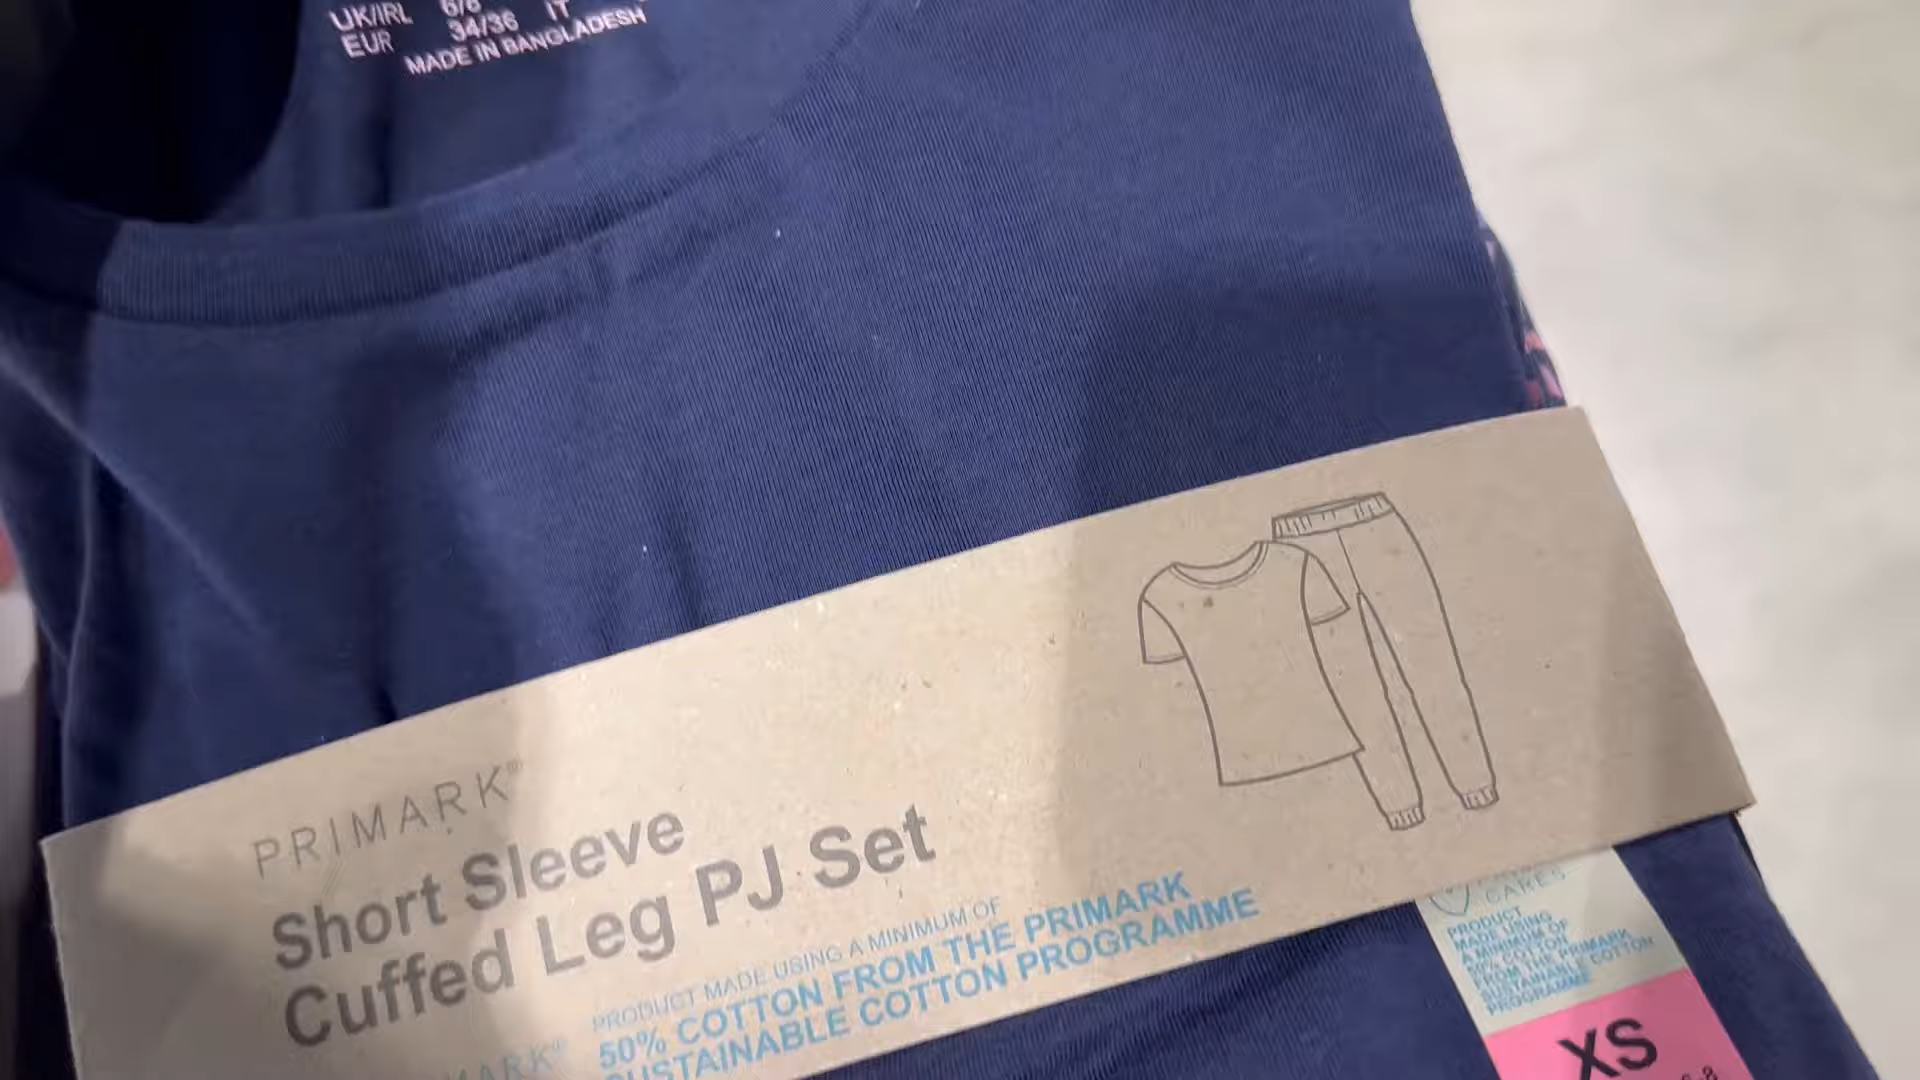 UK/IRL 6/8 IT
EUR 34/36
MADE IN BANGLADESH
PRIMARK®
Short Sleeve
Cuffed Leg PJ Set
PRODUCT MADE USING A MINIMUM OF
50% COTTON FROM THE PRIMARK
SUSTAINABLE COTTON PROGRAMME
CARES
PRODUCT
MADE USING
A MINIMUM OF
50% COTTON
FROM THE PRIMARK
SUSTAINABLE COTTON
PROGRAMME
XS